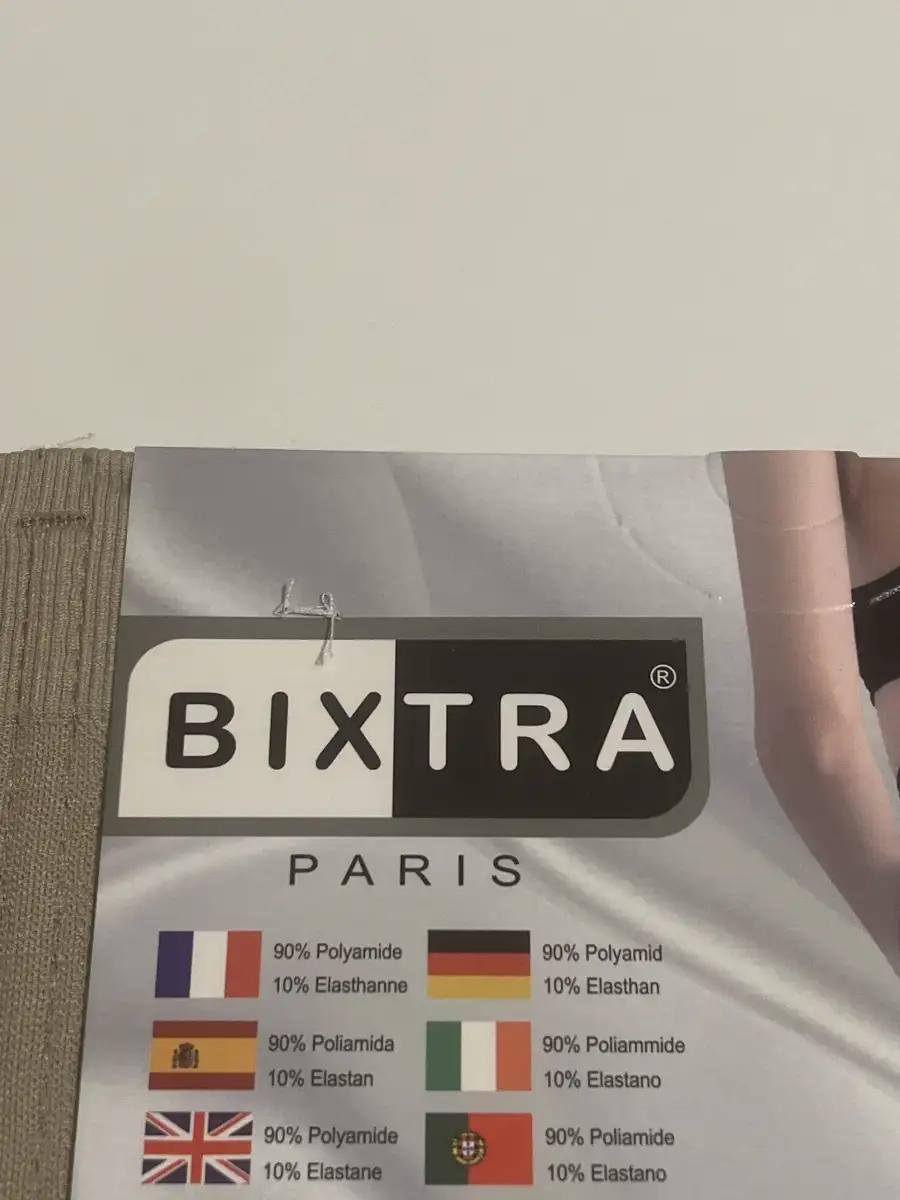 BIXTRA®
PARIS
90% Polyamide
10% Elasthanne
90% Polyamid
10% Elasthan
90% Poliamida
10% Elastan
90% Poliammide
10% Elastano
90% Polyamide
10% Elastane
90% Poliamide
10% Elastano